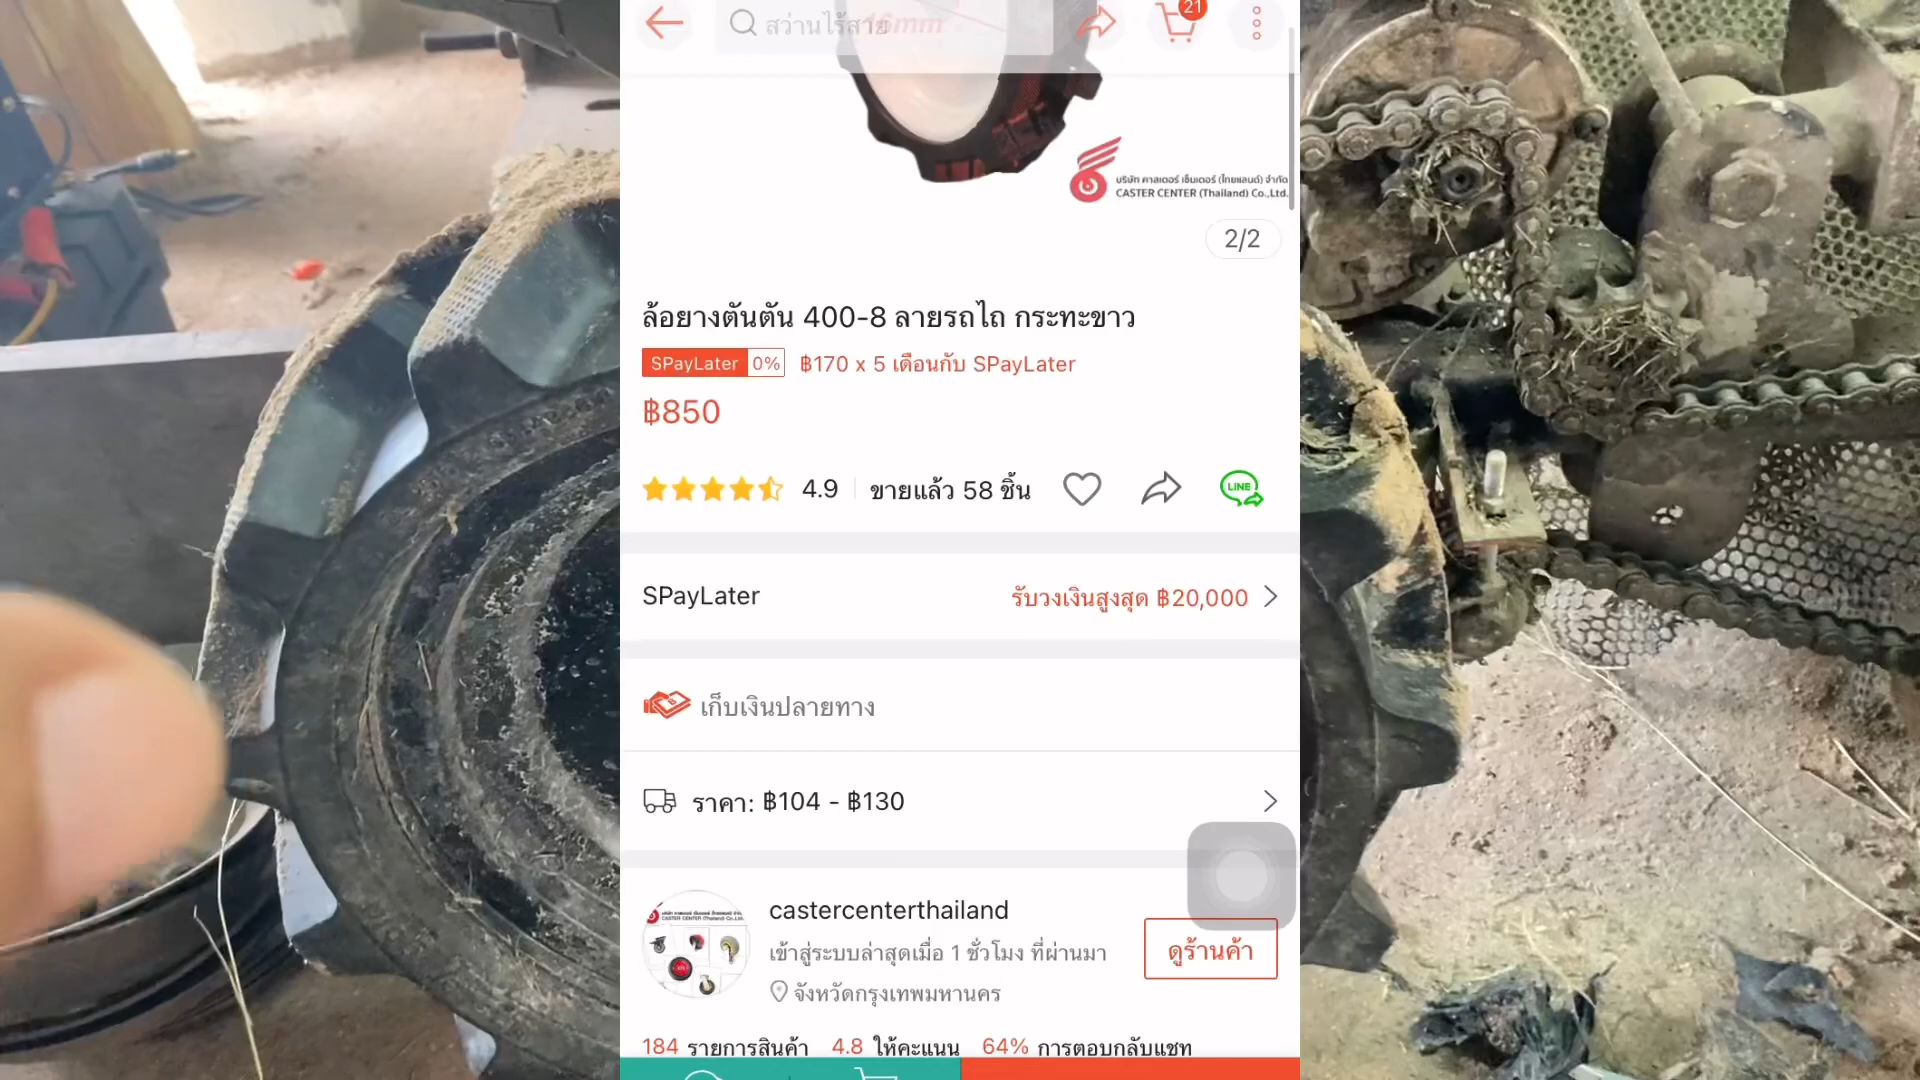 21
สว่านไร้สาย
16mm
บริษัท คาสเตอร์ เซ็นเตอร์ (ไทยแลนด์) จำกัด
CASTER CENTER (Thailand) Co.,Ltd.
2/2
ล้อยางตันตัน 400-8 ลายรถไถ กระทะขาว
SPayLater 0% ฿170 x 5 เดือนกับ SPayLater
฿850
4.9 ขายแล้ว 58 ชิ้น LINE
SPayLater รับวงเงินสูงสุด ฿20,000
เก็บเงินปลายทาง
ราคา: ฿104 - ฿130
castercenterthailand
เข้าสู่ระบบล่าสุดเมื่อ 1 ชั่วโมง ที่ผ่านมา
ดูร้านค้า
จังหวัดกรุงเทพมหานคร
184 รายการสินค้า 4.8 ให้คะแนน 64% การตอบกลับแชท